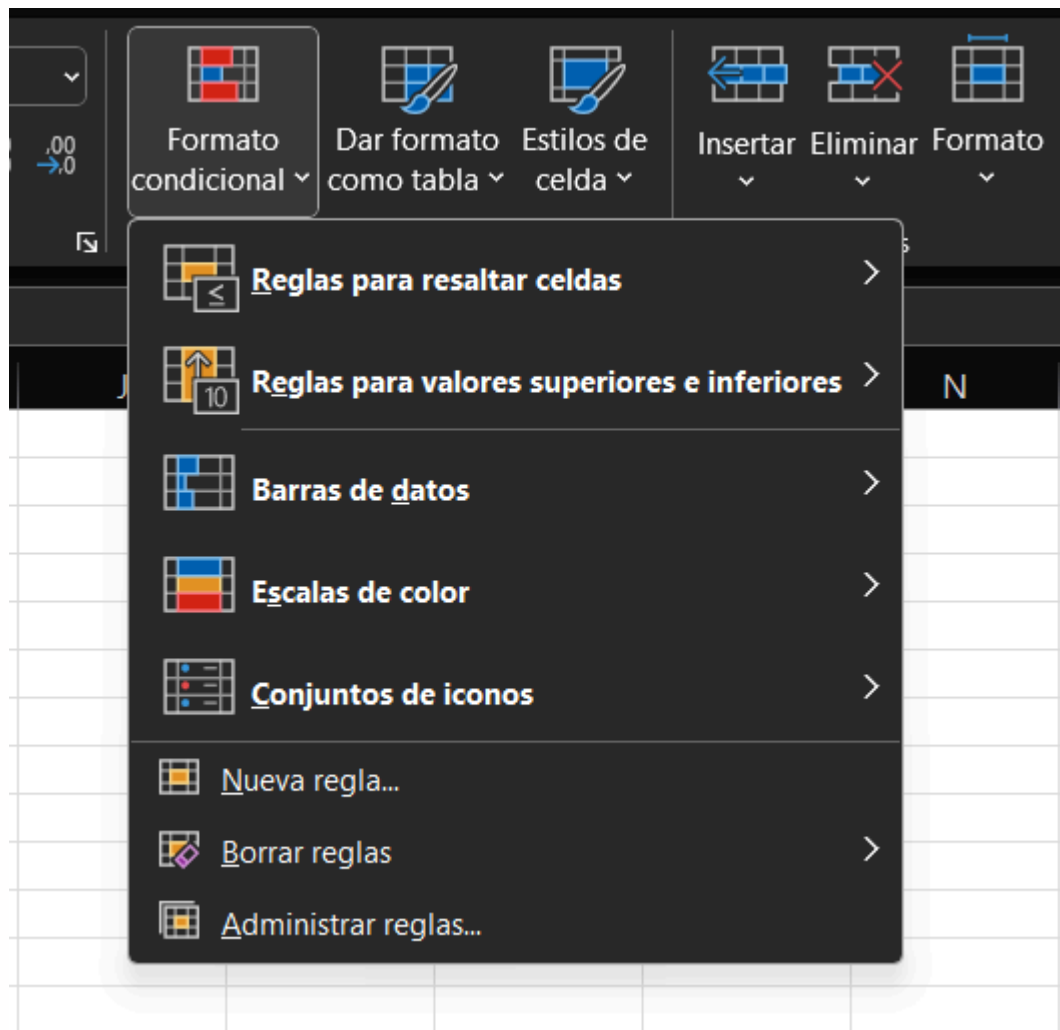 Formato
condicional
Dar formato
como tabla
Estilos de
celda
Insertar
Eliminar
Formato
,00
→,0
Reglas para resaltar celdas
≤
Reglas para valores superiores e inferiores
10
J
N
Barras de datos
Escalas de color
Conjuntos de iconos
Nueva regla...
Borrar reglas
Administrar reglas...